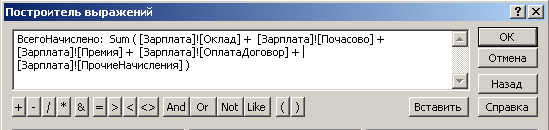 Построитель выражений
ВсегоНачислено: Sum ( [Зарплата]![Оклад] + [Зарплата]![Почасово] +
[Зарплата]![Премия] + [Зарплата]![ОплатаДоговор] +
[Зарплата]![ПрочиеНачисления] )
ОК
Отмена
Назад
+ - / * & = > < <> And Or Not Like ( ) Вставить Справка